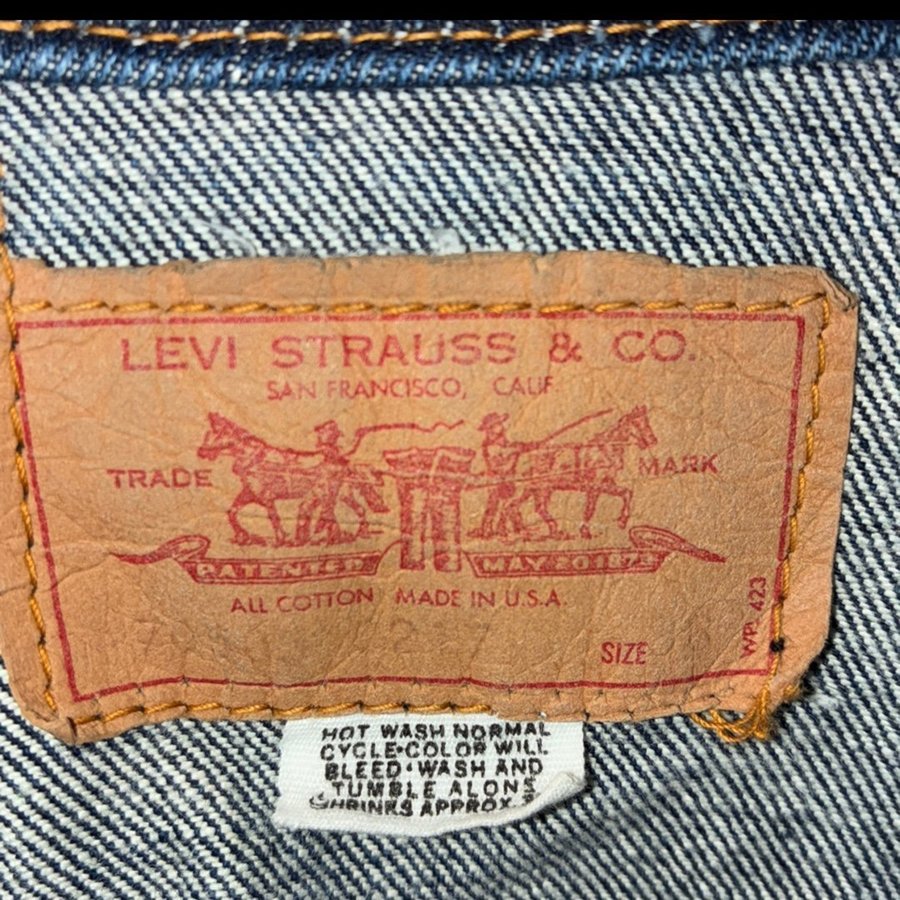 LEVI STRAUSS & CO.
SAN FRANCISCO, CALIF.
TRADE MARK
PATENTED MAY 20 1873
ALL COTTON MADE IN U.S.A.
SIZE
WPL 423
HOT WASH NORMAL
CYCLE•COLOR WILL
BLEED•WASH AND
TUMBLE ALONE
SHRINKS APPROX.